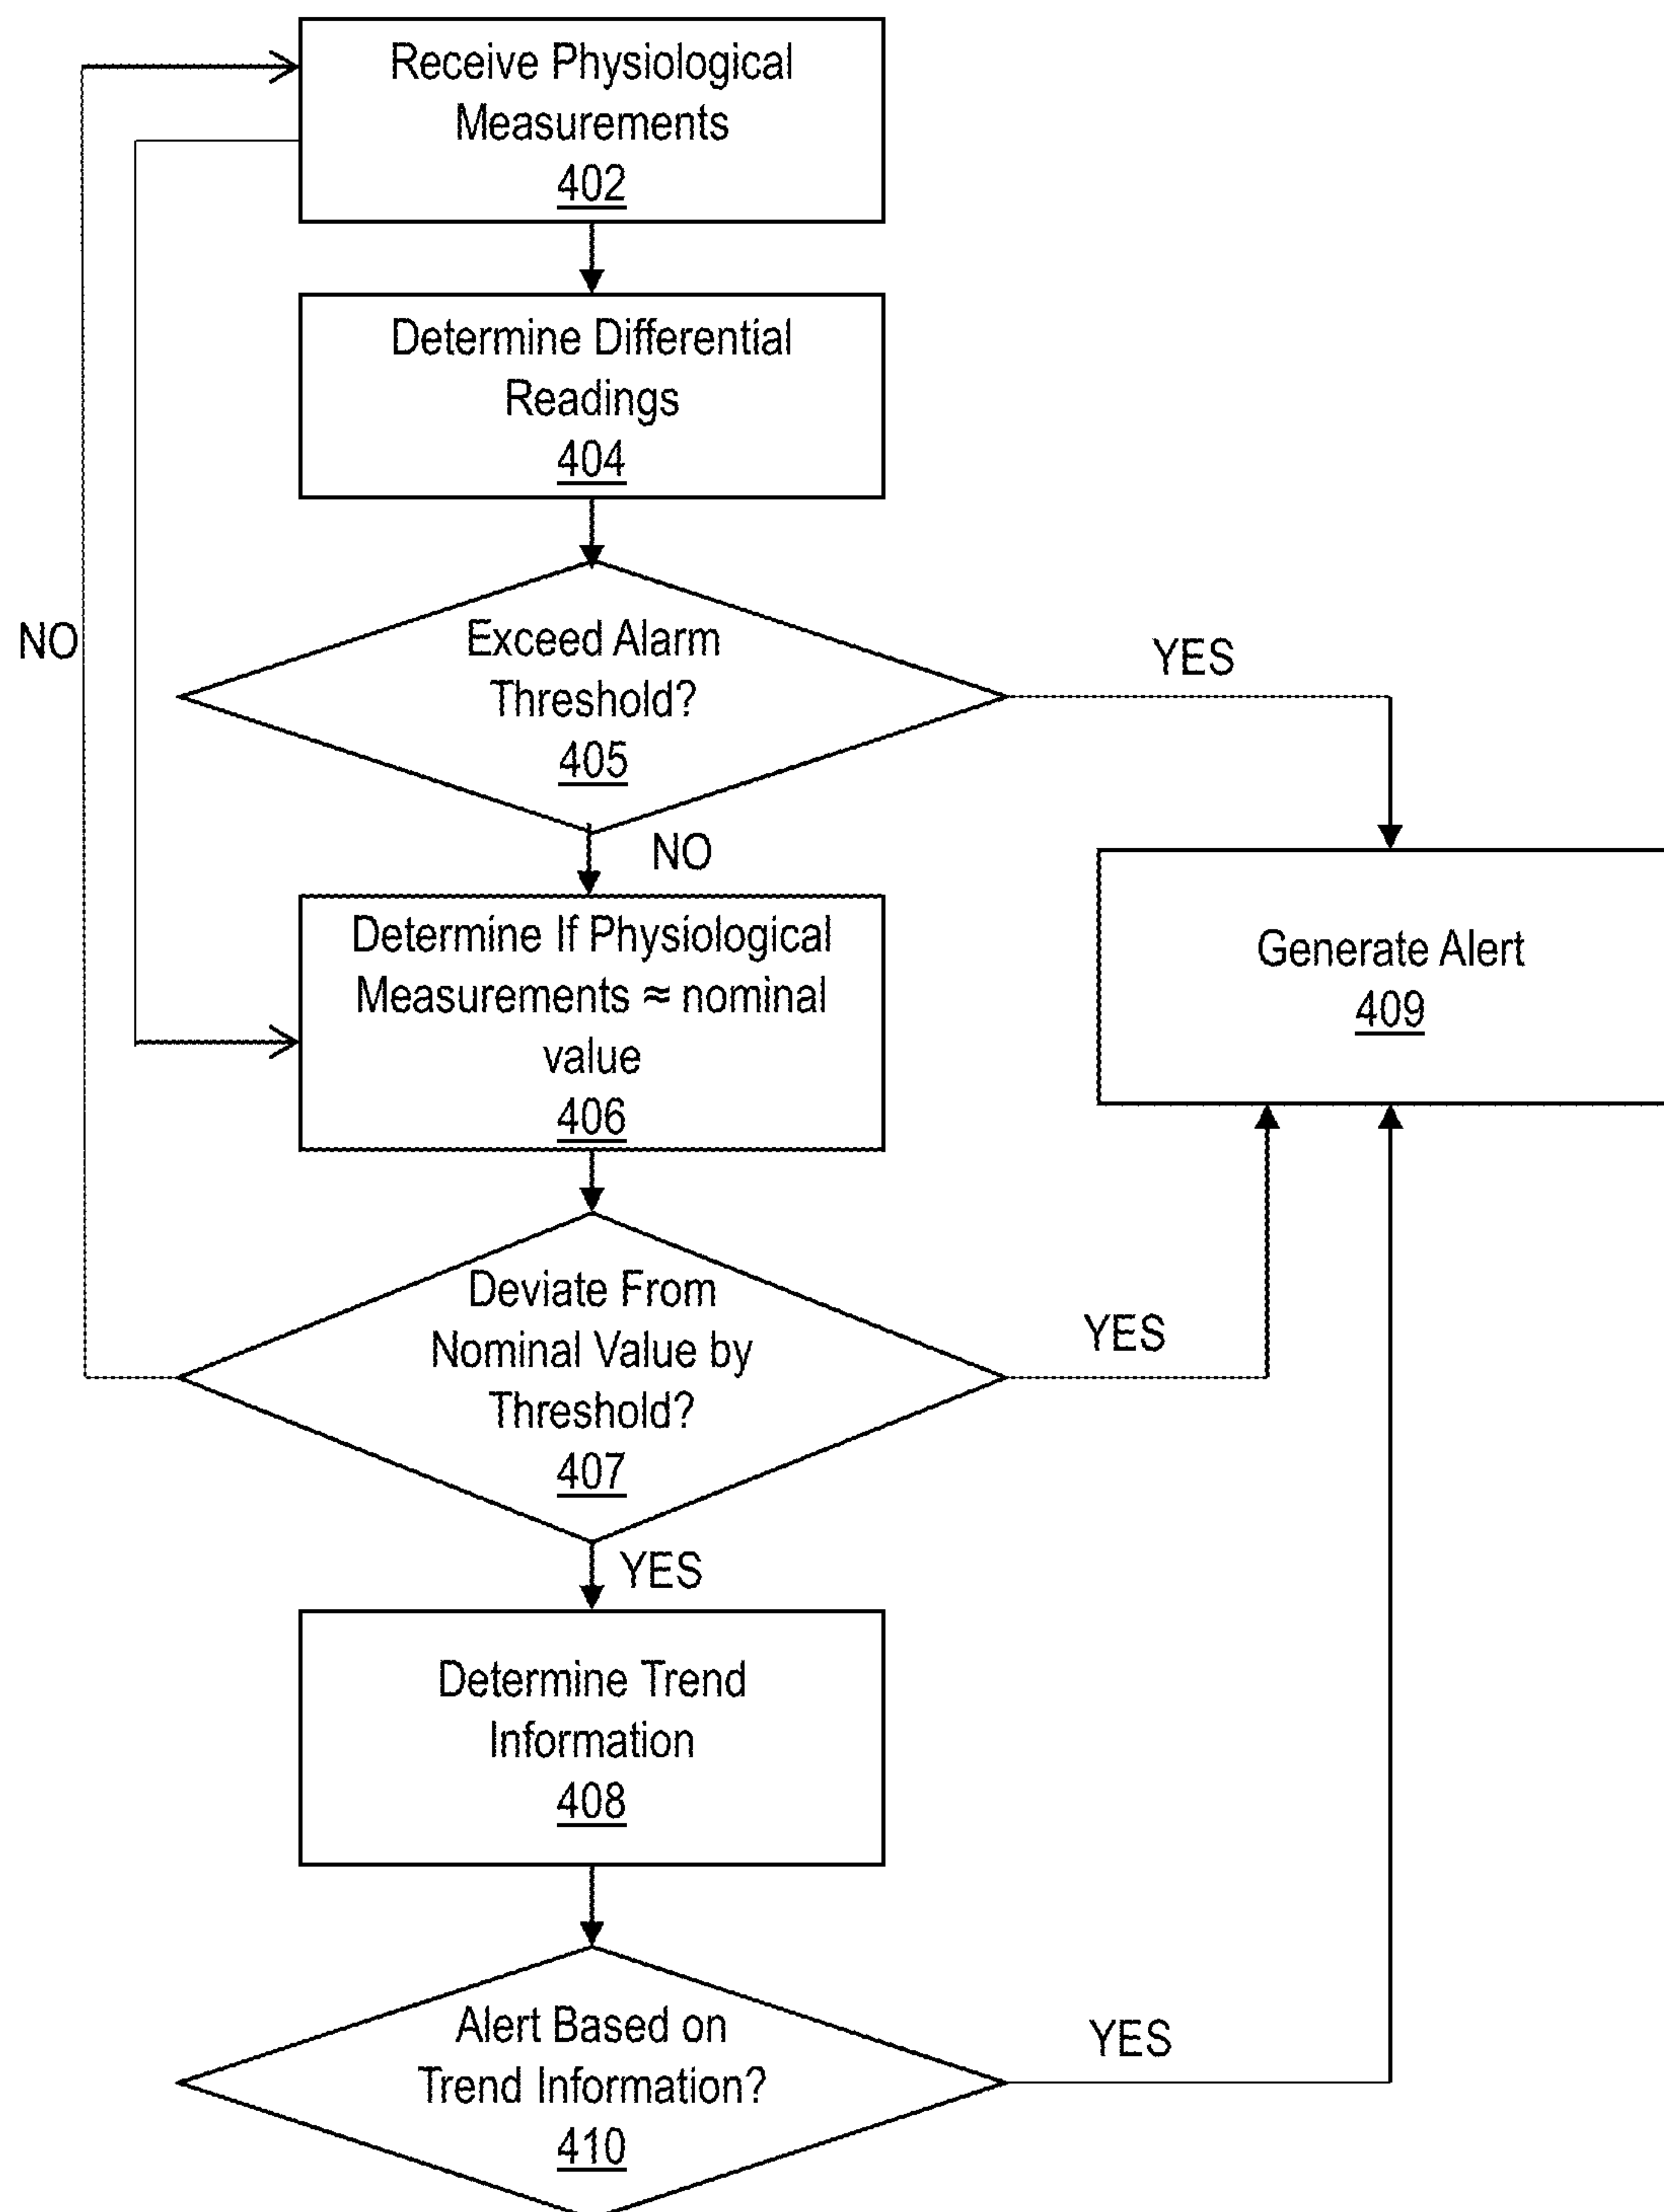 Receive Physiological
Measurements
402
Determine Differential
Readings
404
NO
Exceed Alarm
Threshold?
405
YES
NO
Determine If Physiological
Measurements ≈ nominal
value
406
Generate Alert
409
Deviate From
Nominal Value by
Threshold?
407
YES
YES
Determine Trend
Information
408
Alert Based on
Trend Information?
410
YES